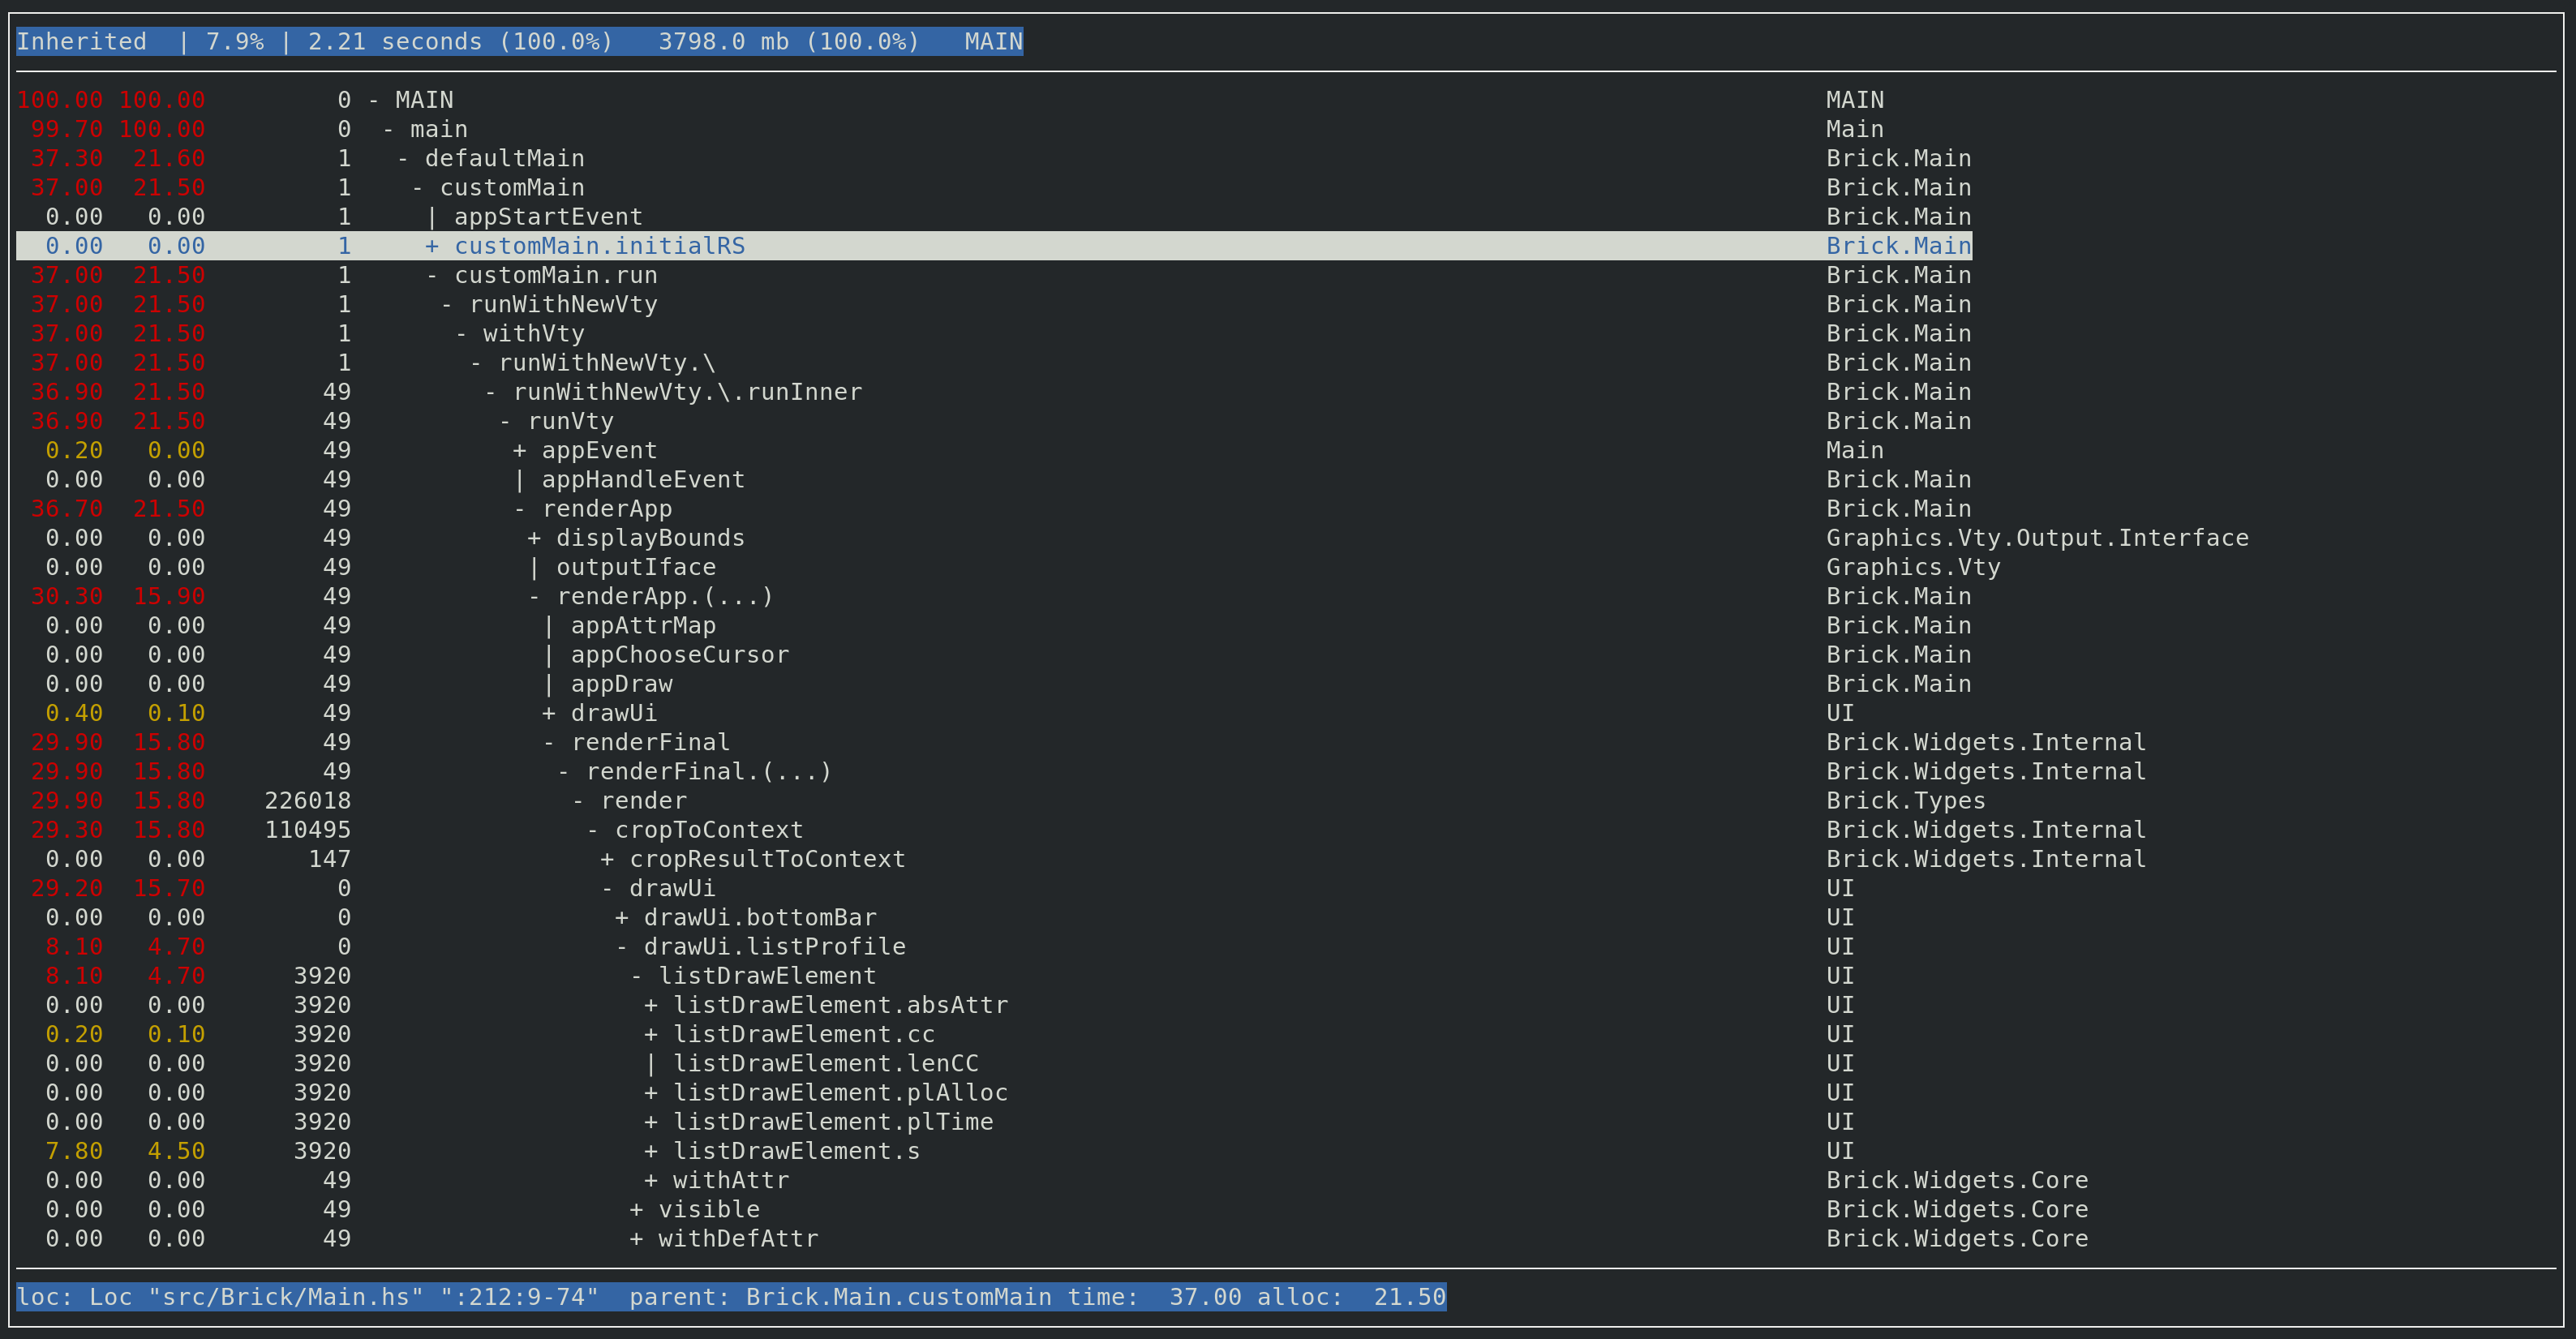 Inherited  | 7.9% | 2.21 seconds (100.0%)   3798.0 mb (100.0%)   MAIN
100.00 100.00         0 - MAIN                                                                                              MAIN
 99.70 100.00         0  - main                                                                                             Main
 37.30  21.60         1   - defaultMain                                                                                     Brick.Main
 37.00  21.50         1    - customMain                                                                                     Brick.Main
  0.00   0.00         1     | appStartEvent                                                                                 Brick.Main
  0.00   0.00         1     + customMain.initialRS                                                                          Brick.Main
 37.00  21.50         1     - customMain.run                                                                                Brick.Main
 37.00  21.50         1      - runWithNewVty                                                                                Brick.Main
 37.00  21.50         1       - withVty                                                                                     Brick.Main
 37.00  21.50         1        - runWithNewVty.\                                                                            Brick.Main
 36.90  21.50        49         - runWithNewVty.\.runInner                                                                  Brick.Main
 36.90  21.50        49          - runVty                                                                                   Brick.Main
  0.20   0.00        49           + appEvent                                                                                Main
  0.00   0.00        49           | appHandleEvent                                                                          Brick.Main
 36.70  21.50        49           - renderApp                                                                               Brick.Main
  0.00   0.00        49            + displayBounds                                                                          Graphics.Vty.Output.Interface
  0.00   0.00        49            | outputIface                                                                            Graphics.Vty
 30.30  15.90        49            - renderApp.(...)                                                                        Brick.Main
  0.00   0.00        49             | appAttrMap                                                                            Brick.Main
  0.00   0.00        49             | appChooseCursor                                                                       Brick.Main
  0.00   0.00        49             | appDraw                                                                               Brick.Main
  0.40   0.10        49             + drawUi                                                                                UI
 29.90  15.80        49             - renderFinal                                                                           Brick.Widgets.Internal
 29.90  15.80        49              - renderFinal.(...)                                                                    Brick.Widgets.Internal
 29.90  15.80    226018               - render                                                                              Brick.Types
 29.30  15.80    110495                - cropToContext                                                                      Brick.Widgets.Internal
  0.00   0.00       147                 + cropResultToContext                                                               Brick.Widgets.Internal
 29.20  15.70         0                 - drawUi                                                                            UI
  0.00   0.00         0                  + drawUi.bottomBar                                                                 UI
  8.10   4.70         0                  - drawUi.listProfile                                                               UI
  8.10   4.70      3920                   - listDrawElement                                                                 UI
  0.00   0.00      3920                    + listDrawElement.absAttr                                                        UI
  0.20   0.10      3920                    + listDrawElement.cc                                                             UI
  0.00   0.00      3920                    | listDrawElement.lenCC                                                          UI
  0.00   0.00      3920                    + listDrawElement.plAlloc                                                        UI
  0.00   0.00      3920                    + listDrawElement.plTime                                                         UI
  7.80   4.50      3920                    + listDrawElement.s                                                              UI
  0.00   0.00        49                    + withAttr                                                                       Brick.Widgets.Core
  0.00   0.00        49                   + visible                                                                         Brick.Widgets.Core
  0.00   0.00        49                   + withDefAttr                                                                     Brick.Widgets.Core
loc: Loc "src/Brick/Main.hs" ":212:9-74"  parent: Brick.Main.customMain time:  37.00 alloc:  21.50